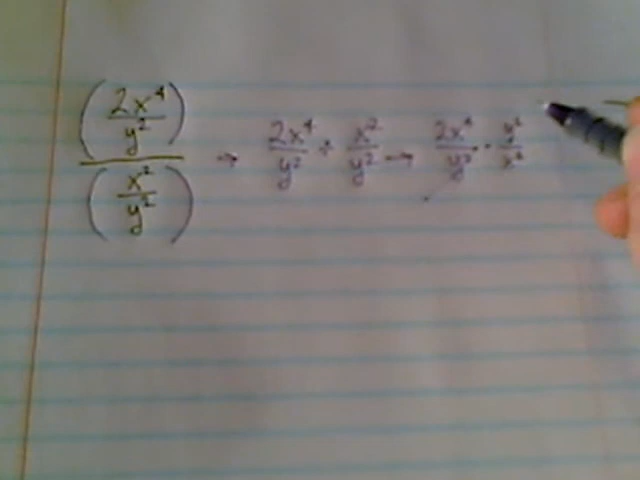 (2x⁴/y²)/(x²/y²) → 2x⁴/y² ÷ x²/y² → 2x⁴/y² · y²/x²